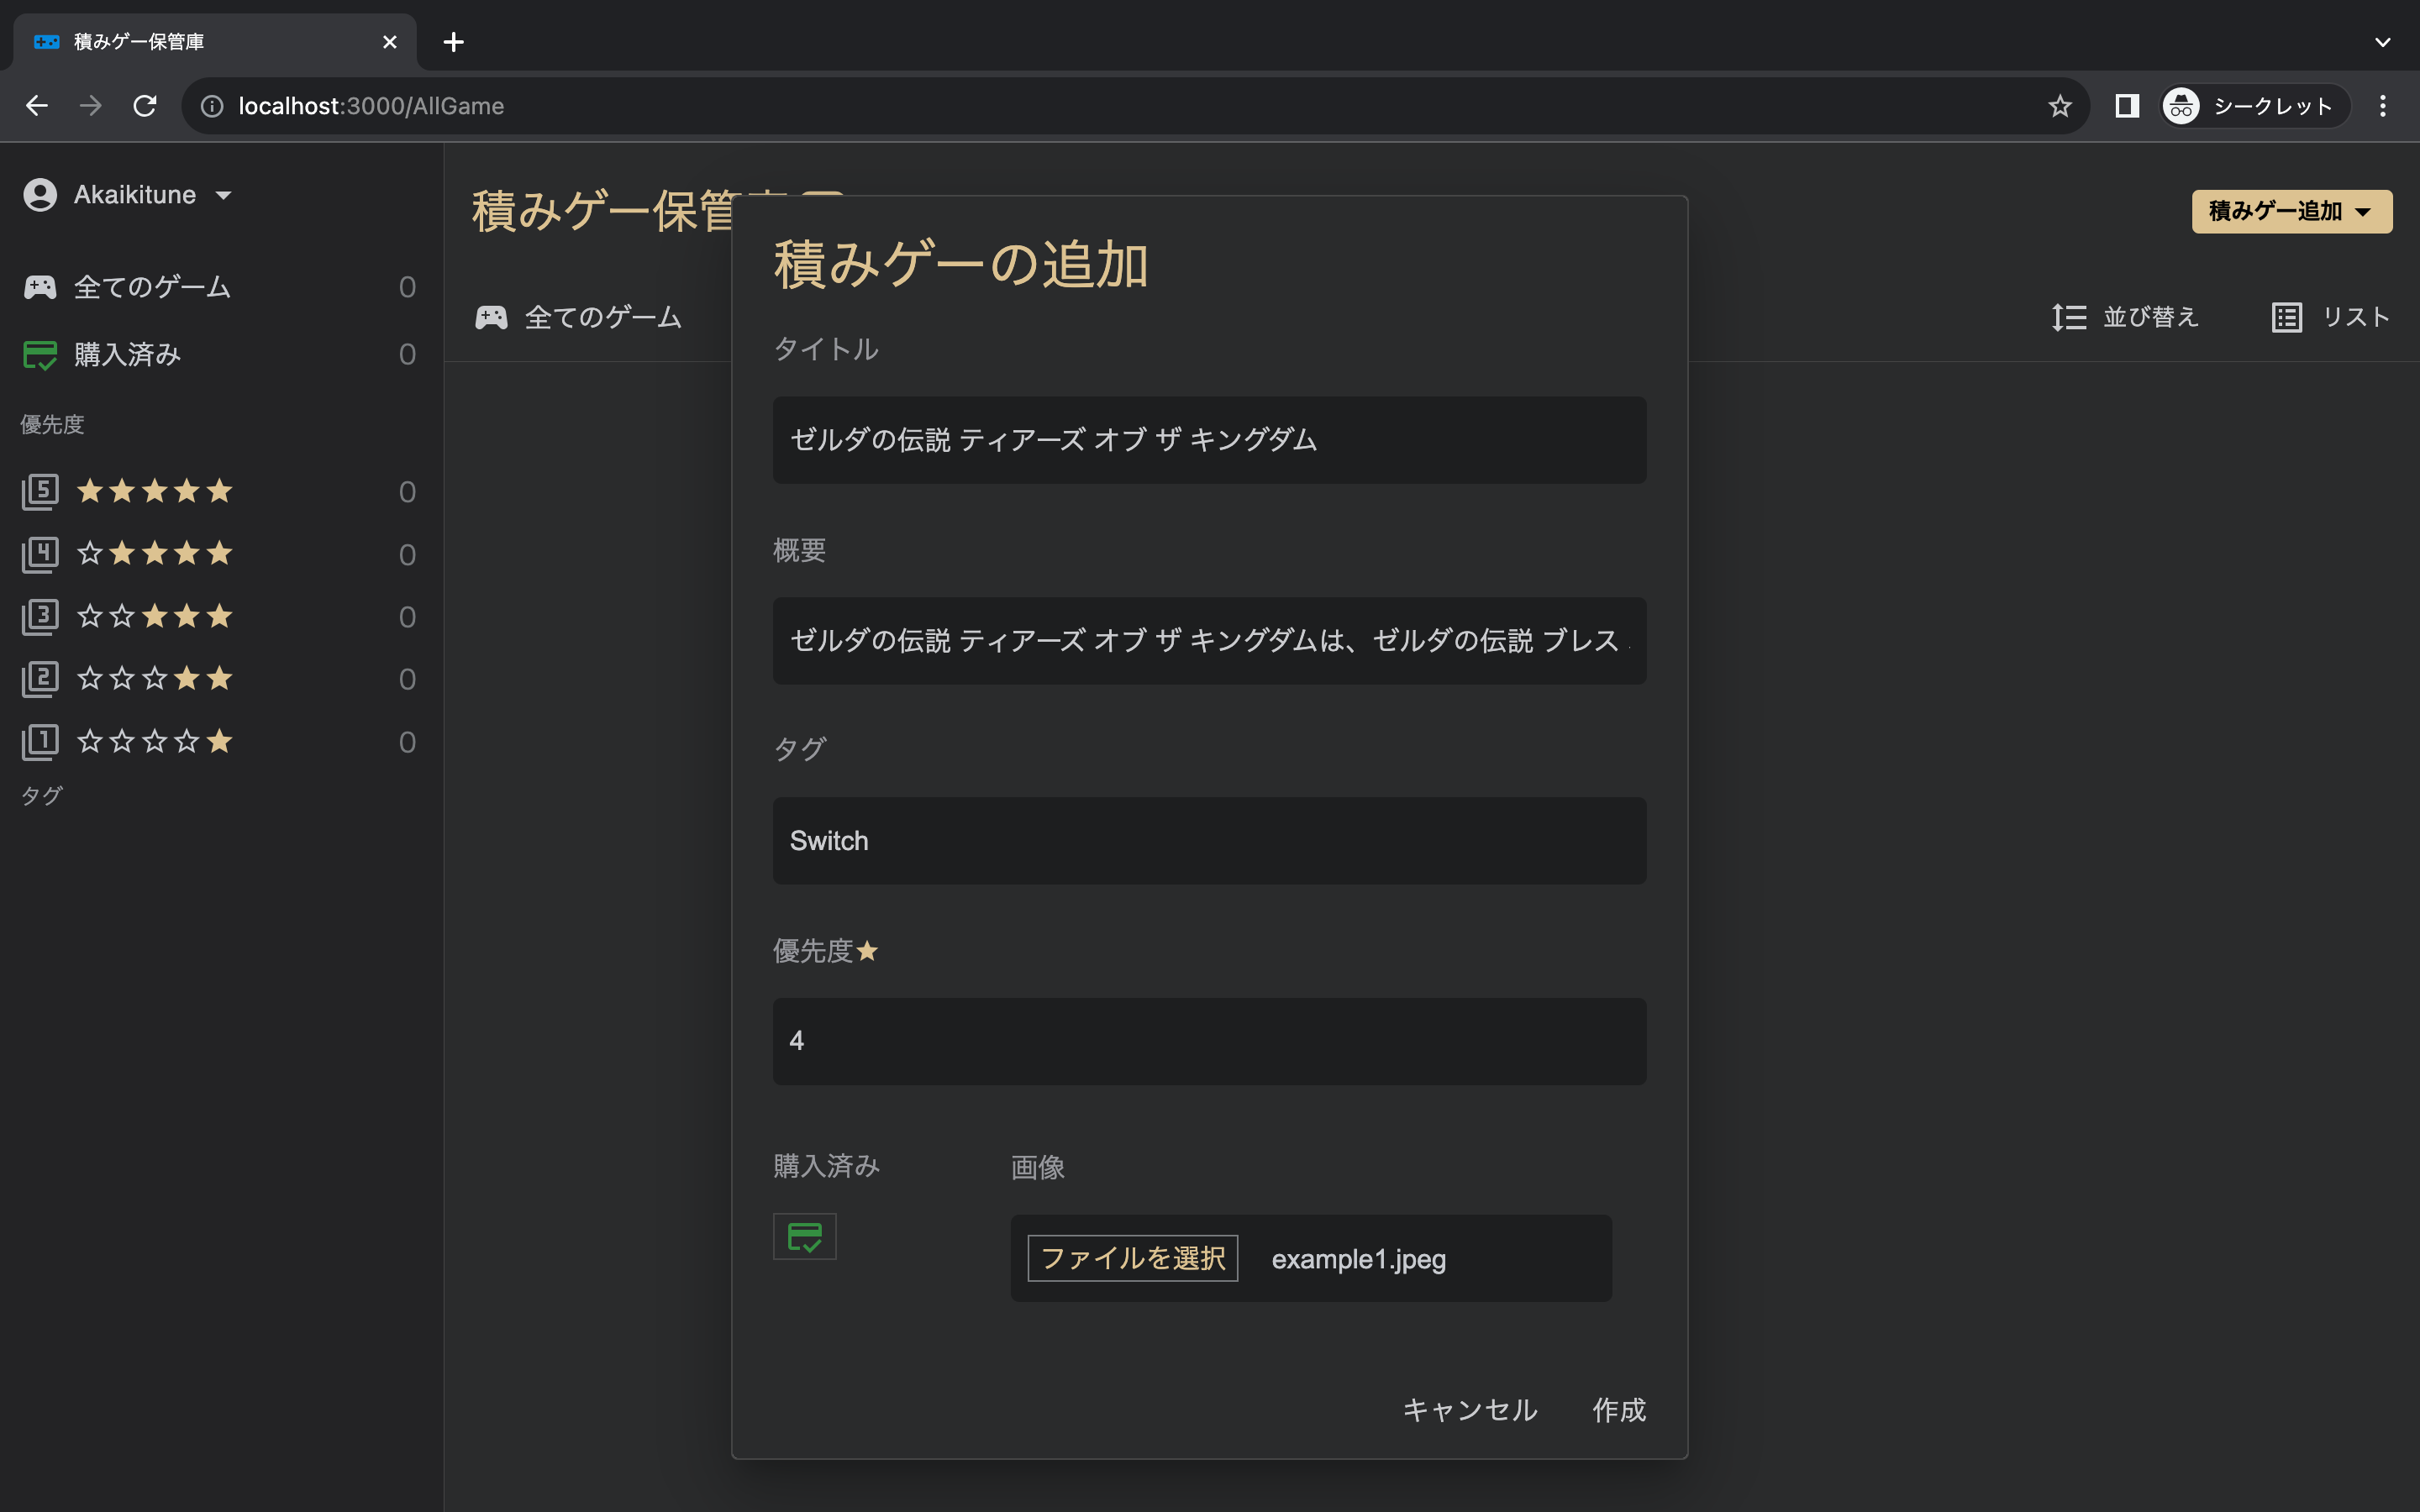 積みゲー保管庫
localhost:3000/AllGame
シークレット
Akaikitune
全てのゲーム 0
購入済み 0
優先度
5 0
4 0
3 0
2 0
1 0
タグ
積みゲー保管
積みゲー追加
全てのゲーム
並び替え
リスト
積みゲーの追加
タイトル
ゼルダの伝説 ティアーズ オブ ザ キングダム
概要
ゼルダの伝説 ティアーズ オブ ザ キングダムは、ゼルダの伝説 ブレス
タグ
Switch
優先度
4
購入済み
画像
ファイルを選択 example1.jpeg
キャンセル 作成